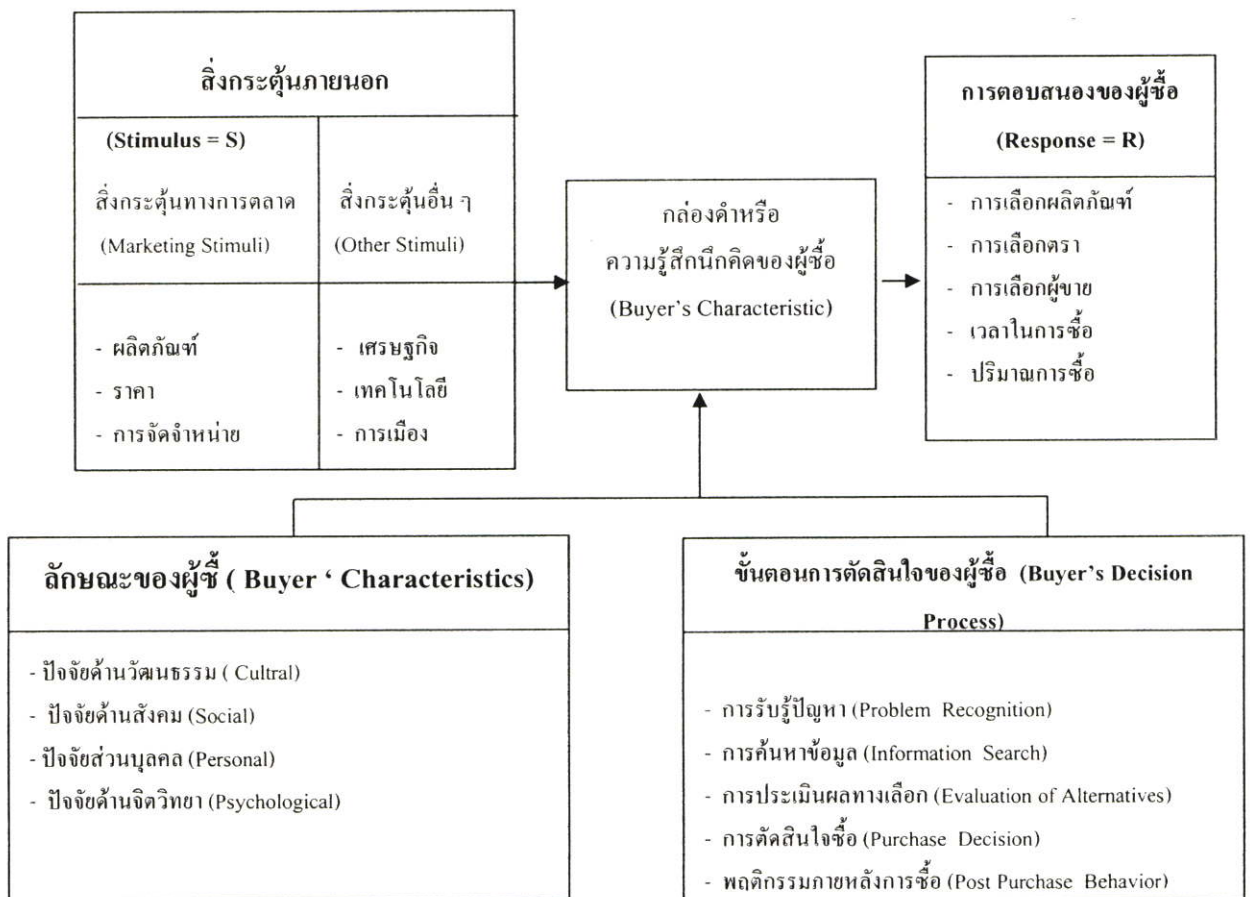 สิ่งกระตุ้นภายนอก
(Stimulus = S)
สิ่งกระตุ้นทางการตลาด
(Marketing Stimuli)
สิ่งกระตุ้นอื่น ๆ
(Other Stimuli)
- ผลิตภัณฑ์
- ราคา
- การจัดจำหน่าย
- เศรษฐกิจ
- เทคโนโลยี
- การเมือง
กล่องดำหรือ
ความรู้สึกนึกคิดของผู้ซื้อ
(Buyer's Characteristic)
การตอบสนองของผู้ซื้อ
(Response = R)
- การเลือกผลิตภัณฑ์
- การเลือกตรา
- การเลือกผู้ขาย
- เวลาในการซื้อ
- ปริมาณการซื้อ
ลักษณะของผู้ซื้ ( Buyer ‘ Characteristics)
- ปัจจัยด้านวัฒนธรรม ( Cultral)
- ปัจจัยด้านสังคม (Social)
- ปัจจัยส่วนบุลคล (Personal)
- ปัจจัยด้านจิตวิทยา (Psychological)
ขั้นตอนการตัดสินใจของผู้ซื้อ (Buyer's Decision
Process)
- การรับรู้ปัญหา (Problem Recognition)
- การค้นหาข้อมูล (Information Search)
- การประเมินผลทางเลือก (Evaluation of Alternatives)
- การตัดสินใจซื้อ (Purchase Decision)
- พฤติกรรมภายหลังการซื้อ (Post Purchase Behavior)